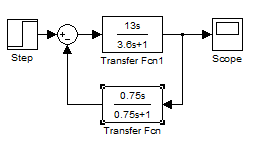 13s
3.6s+1
Step
Transfer Fcn1
Scope
0.75s
0.75s+1
Transfer Fcn